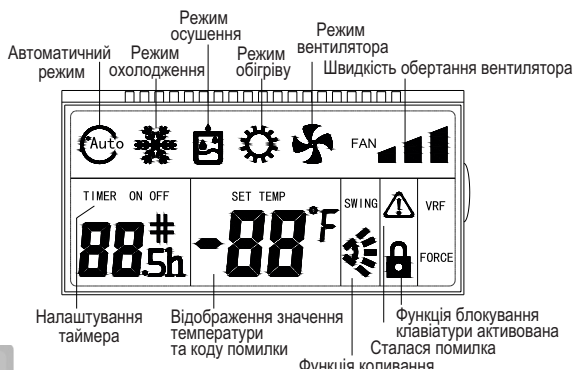 Режим
осушення
Режим
вентилятора
Автоматичний
режим
Режим
охолодження
Режим
обігріву
Швидкість обертання вентилятора
Auto
FAN
TIMER ON OFF
SET TEMP
SWING
VRF
88.5h
#
-88°F
FORCE
Налаштування
таймера
Відображення значення
температури
та коду помилки
Функція блокування
клавіатури активована
Сталася помилка
Функція коливання